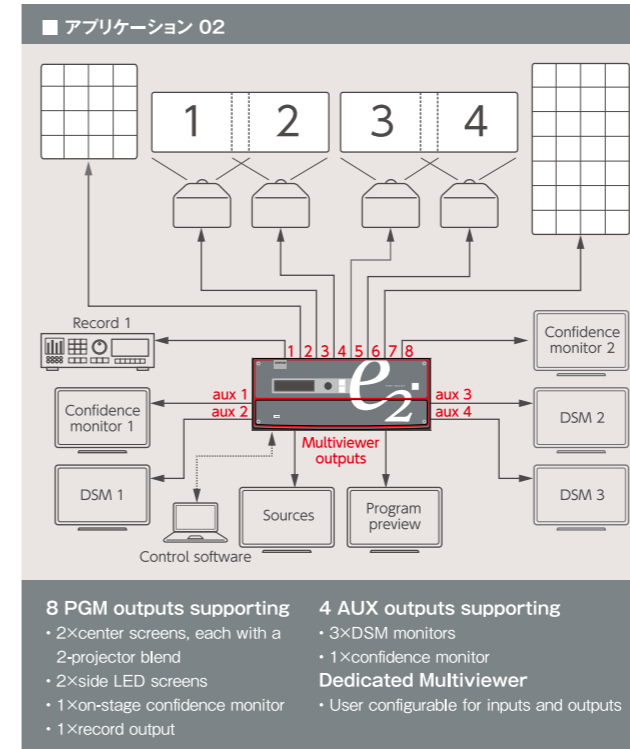 ■ アプリケーション 02
1 2 3 4
Record 1
1 2 3 4 5 6 7 8
Confidence
monitor 2
e2
aux 1
aux 2
aux 3
aux 4
Confidence
monitor 1
DSM 2
Multiviewer
outputs
DSM 1
Sources
Program
preview
DSM 3
Control software
8 PGM outputs supporting
・2×center screens, each with a
2-projector blend
・2×side LED screens
・1×on-stage confidence monitor
・1×record output
4 AUX outputs supporting
・3×DSM monitors
・1×confidence monitor
Dedicated Multiviewer
・User configurable for inputs and outputs